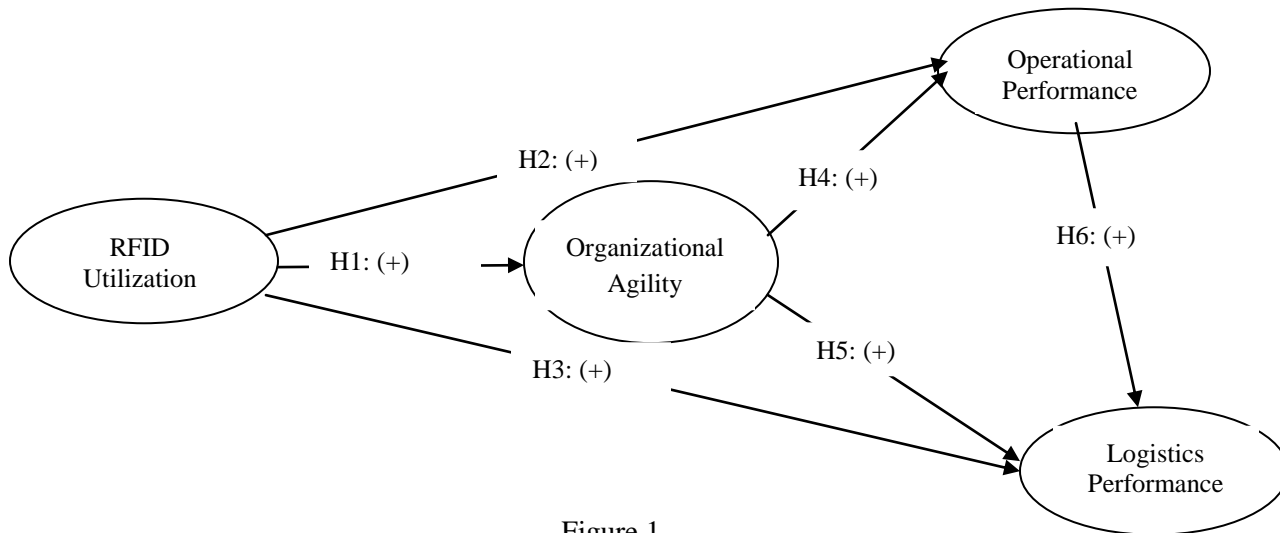 Operational
Performance
H2: (+)
H4: (+)
RFID
Utilization
H1: (+)
Organizational
Agility
H6: (+)
H3: (+)
H5: (+)
Logistics
Performance
Figure 1